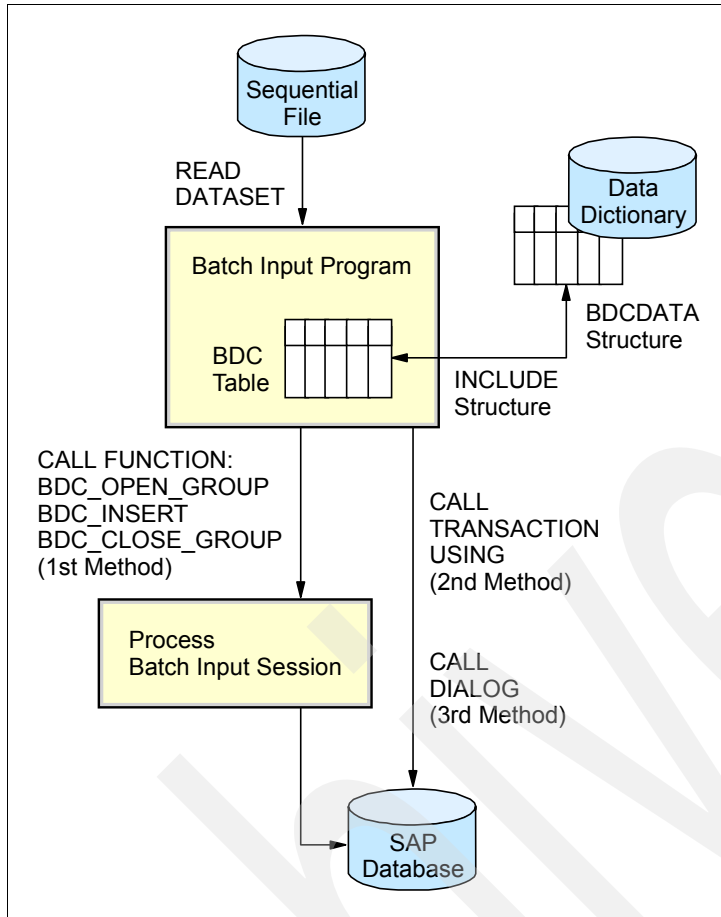 Sequential
File
READ
DATASET
Data
Dictionary
Batch Input Program
BDC
Table
BDCDATA
Structure
INCLUDE
Structure
CALL FUNCTION:
BDC_OPEN_GROUP
BDC_INSERT
BDC_CLOSE_GROUP
(1st Method)
CALL
TRANSACTION
USING
(2nd Method)
Process
Batch Input Session
CALL
DIALOG
(3rd Method)
SAP
Database